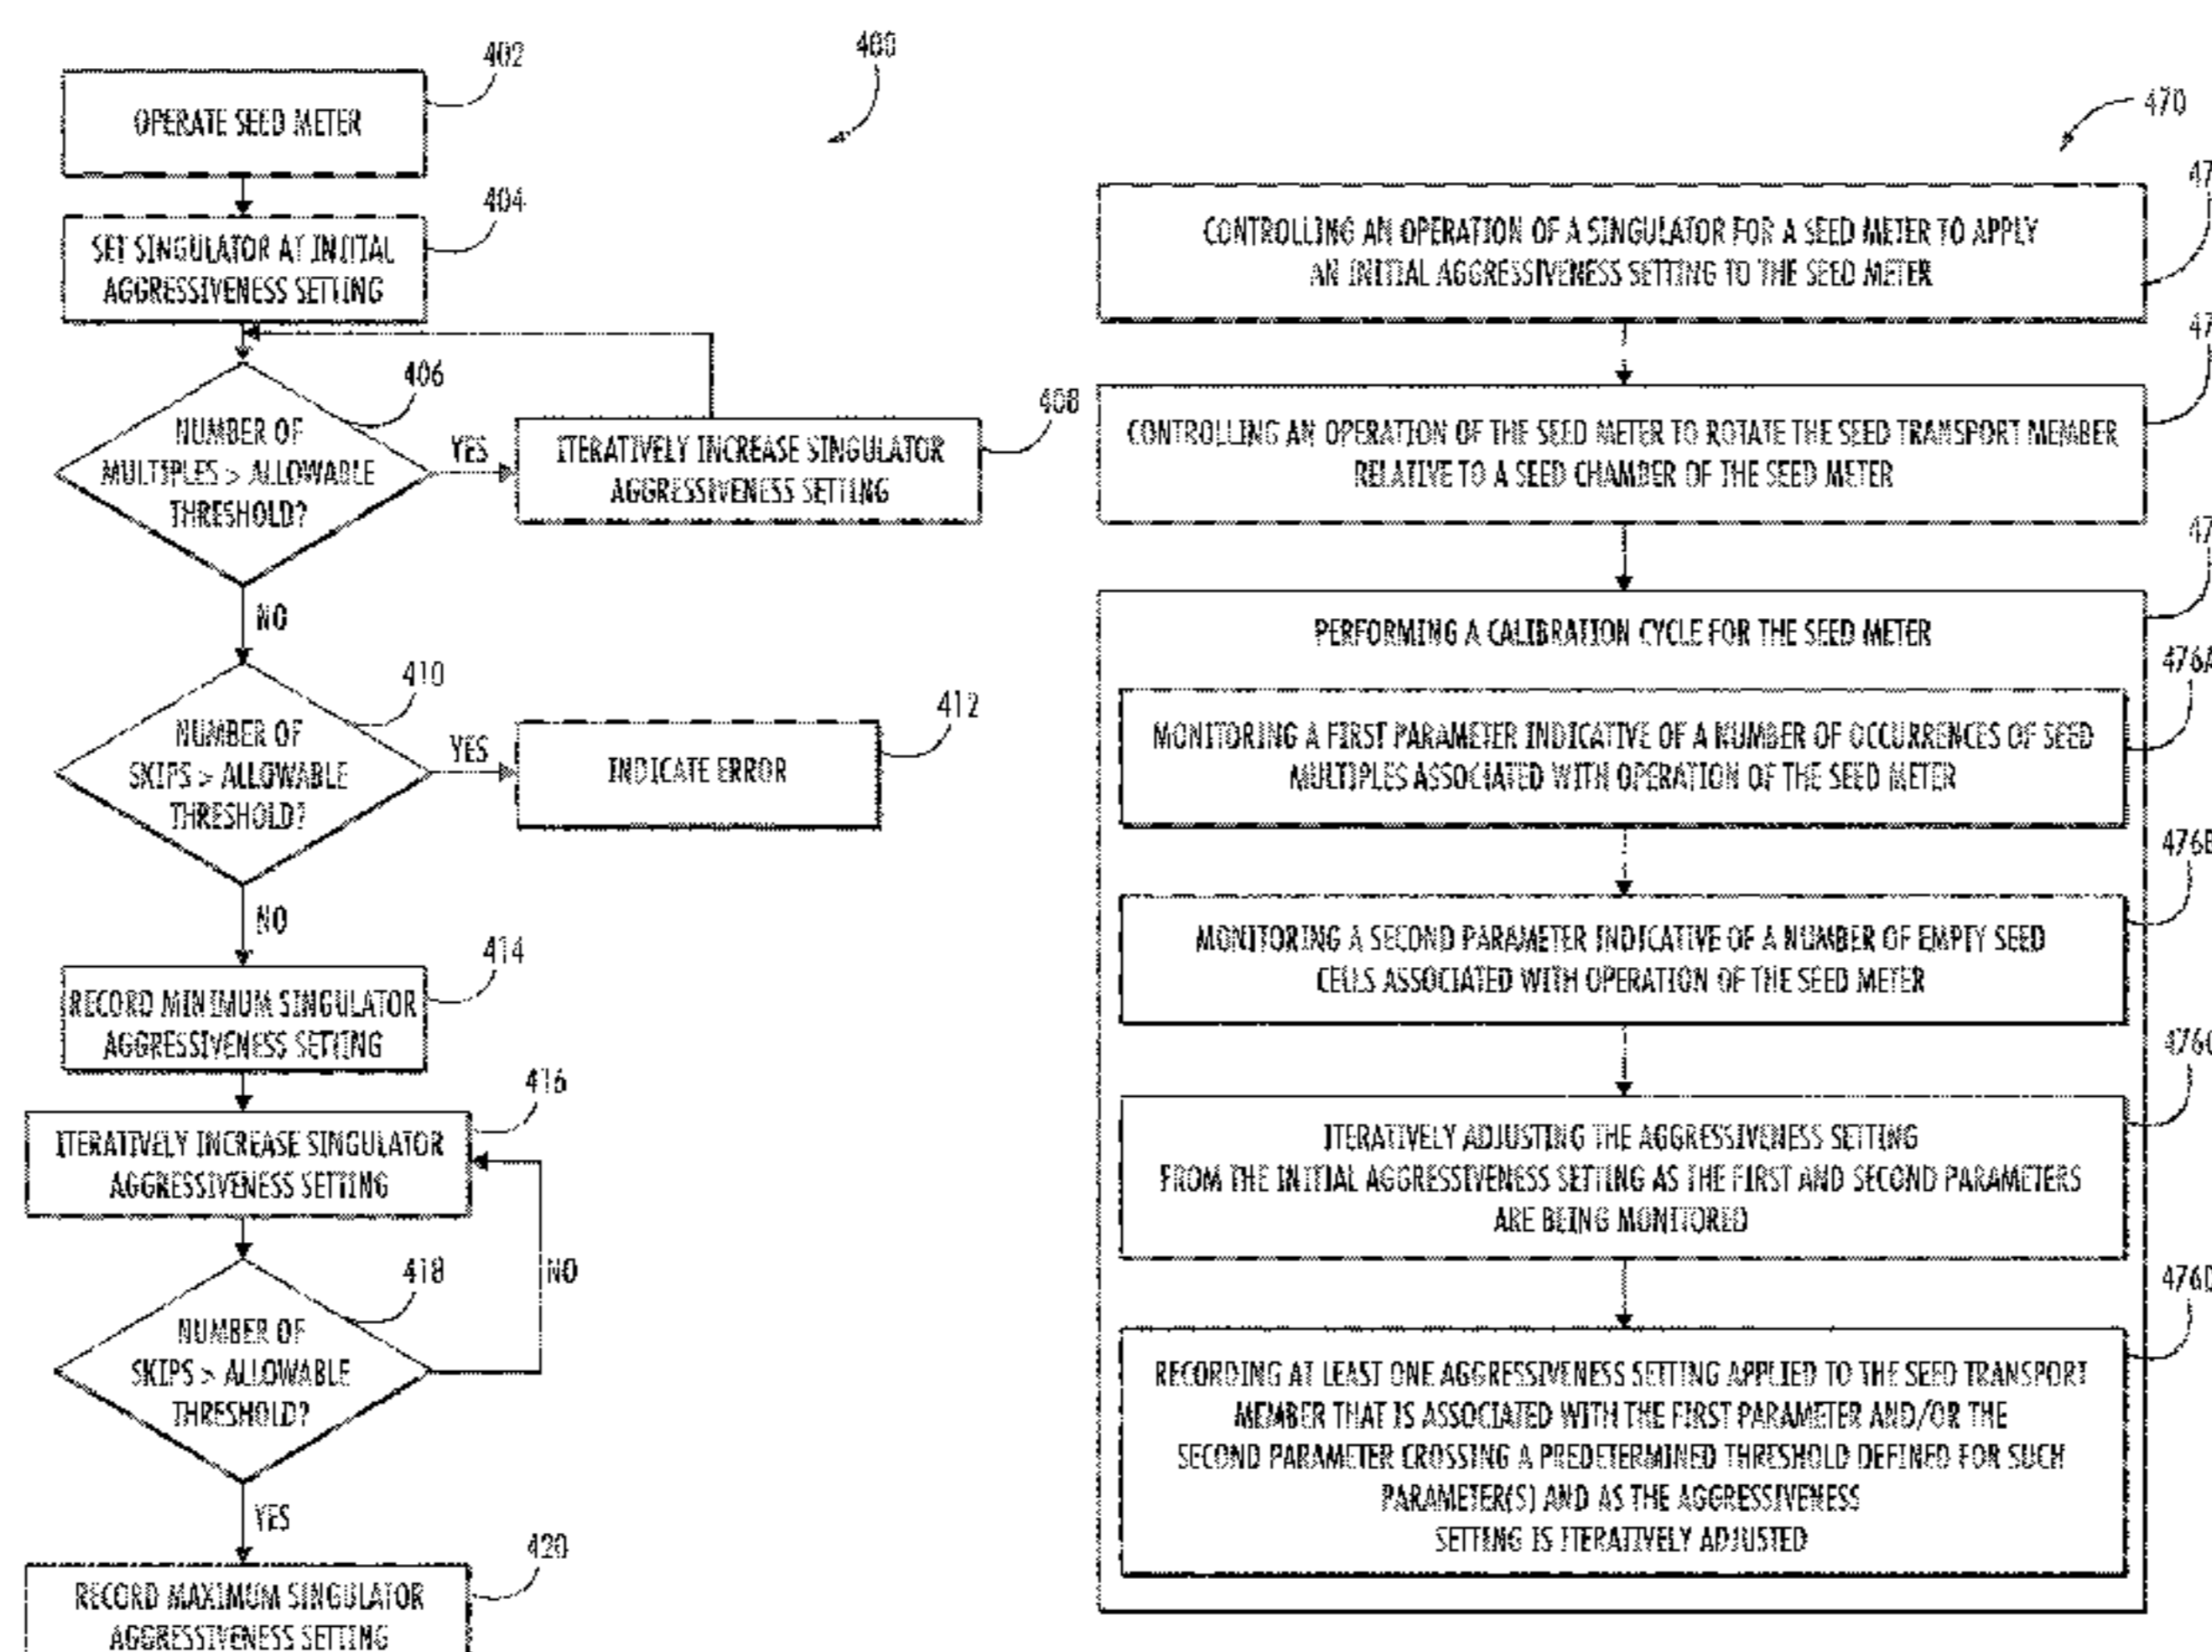 400
402
OPERATE SEED METER
404
SET SINGULATOR AT INITIAL
AGGRESSIVENESS SETTING
406
NUMBER OF
MULTIPLES > ALLOWABLE
THRESHOLD?
YES
408
ITERATIVELY INCREASE SINGULATOR
AGGRESSIVENESS SETTING
NO
410
NUMBER OF
SKIPS > ALLOWABLE
THRESHOLD?
YES
412
INDICATE ERROR
NO
414
RECORD MINIMUM SINGULATOR
AGGRESSIVENESS SETTING
416
ITERATIVELY INCREASE SINGULATOR
AGGRESSIVENESS SETTING
418
NUMBER OF
SKIPS > ALLOWABLE
THRESHOLD?
NO
YES
420
RECORD MAXIMUM SINGULATOR
AGGRESSIVENESS SETTING
470
47
CONTROLLING AN OPERATION OF A SINGULATOR FOR A SEED METER TO APPLY
AN INITIAL AGGRESSIVENESS SETTING TO THE SEED METER
47
CONTROLLING AN OPERATION OF THE SEED METER TO ROTATE THE SEED TRANSPORT MEMBER
RELATIVE TO A SEED CHAMBER OF THE SEED METER
47
PERFORMING A CALIBRATION CYCLE FOR THE SEED METER
476A
MONITORING A FIRST PARAMETER INDICATIVE OF A NUMBER OF OCCURRENCES OF SEED
MULTIPLES ASSOCIATED WITH OPERATION OF THE SEED METER
476B
MONITORING A SECOND PARAMETER INDICATIVE OF A NUMBER OF EMPTY SEED
CELLS ASSOCIATED WITH OPERATION OF THE SEED METER
476C
ITERATIVELY ADJUSTING THE AGGRESSIVENESS SETTING
FROM THE INITIAL AGGRESSIVENESS SETTING AS THE FIRST AND SECOND PARAMETERS
ARE BEING MONITORED
476D
RECORDING AT LEAST ONE AGGRESSIVENESS SETTING APPLIED TO THE SEED TRANSPORT
MEMBER THAT IS ASSOCIATED WITH THE FIRST PARAMETER AND/OR THE
SECOND PARAMETER CROSSING A PREDETERMINED THRESHOLD DEFINED FOR SUCH
PARAMETER(S) AND AS THE AGGRESSIVENESS
SETTING IS ITERATIVELY ADJUSTED